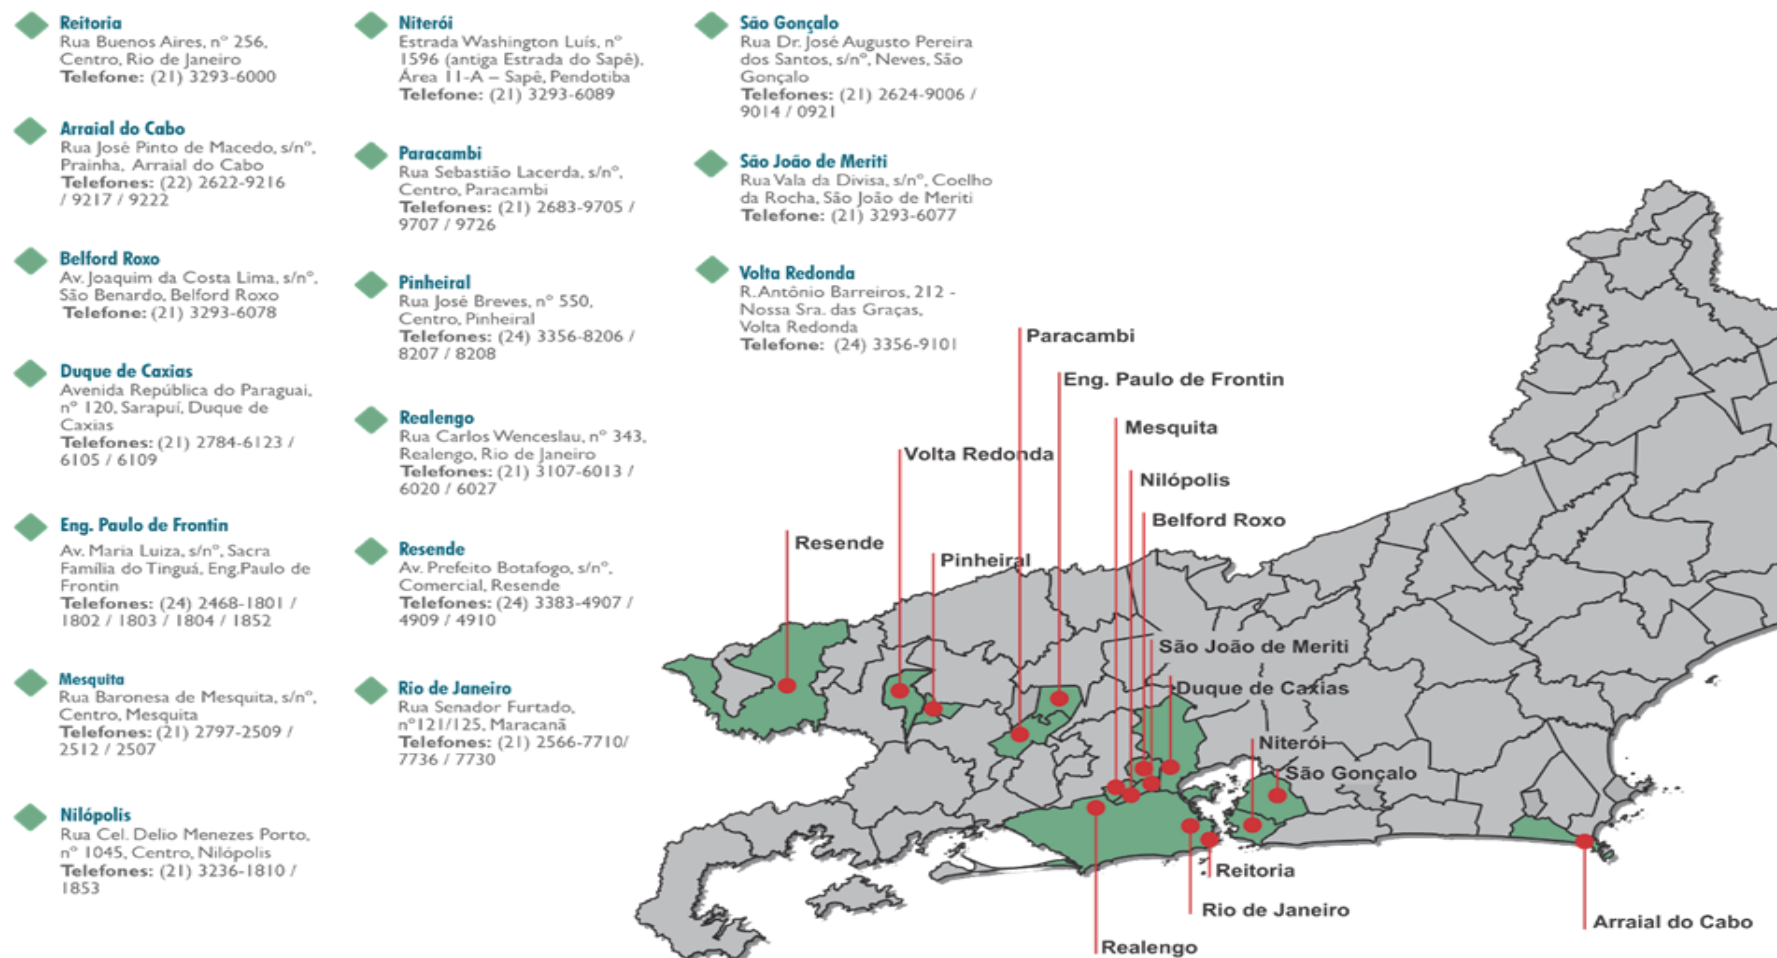 Reitoria
Rua Buenos Aires, nº 256,
Centro, Rio de Janeiro
Telefone: (21) 3293-6000
Arraial do Cabo
Rua José Pinto de Macedo, s/nº,
Prainha, Arraial do Cabo
Telefones: (22) 2622-9216
/ 9217 / 9222
Belford Roxo
Av. Joaquim da Costa Lima, s/nº,
São Benardo, Belford Roxo
Telefone: (21) 3293-6078
Duque de Caxias
Avenida República do Paraguai,
nº 120, Sarapuí, Duque de
Caxias
Telefones: (21) 2784-6123 /
6105 / 6109
Eng. Paulo de Frontin
Av. Maria Luiza, s/nº, Sacra
Família do Tinguá, Eng.Paulo de
Frontin
Telefones: (24) 2468-1801 /
1802 / 1803 / 1804 / 1852
Mesquita
Rua Baronesa de Mesquita, s/nº,
Centro, Mesquita
Telefones: (21) 2797-2509 /
2512 / 2507
Nilópolis
Rua Cel. Delio Menezes Porto,
nº 1045, Centro, Nilópolis
Telefones: (21) 3236-1810 /
1853
Niterói
Estrada Washington Luís, nº
1596 (antiga Estrada do Sapê),
Área 11-A – Sapê, Pendotiba
Telefone: (21) 3293-6089
Paracambi
Rua Sebastião Lacerda, s/nº,
Centro, Paracambi
Telefones: (21) 2683-9705 /
9707 / 9726
Pinheiral
Rua José Breves, nº 550,
Centro, Pinheiral
Telefones: (24) 3356-8206 /
8207 / 8208
Realengo
Rua Carlos Wenceslau, nº 343,
Realengo, Rio de Janeiro
Telefones: (21) 3107-6013 /
6020 / 6027
Resende
Av. Prefeito Botafogo, s/nº,
Comercial, Resende
Telefones: (24) 3383-4907 /
4909 / 4910
Rio de Janeiro
Rua Senador Furtado,
nº121/125, Maracanã
Telefones: (21) 2566-7710/
7736 / 7730
São Gonçalo
Rua Dr. José Augusto Pereira
dos Santos, s/nº, Neves, São
Gonçalo
Telefones: (21) 2624-9006 /
9014 / 0921
São João de Meriti
Rua Vala da Divisa, s/nº, Coelho
da Rocha, São João de Meriti
Telefone: (21) 3293-6077
Volta Redonda
R. Antônio Barreiros, 212 -
Nossa Sra. das Graças,
Volta Redonda
Telefone: (24) 3356-9101
Paracambi
Eng. Paulo de Frontin
Mesquita
Volta Redonda
Nilópolis
Belford Roxo
Resende
Pinheiral
São João de Meriti
Duque de Caxias
Niterói
São Gonçalo
Reitoria
Rio de Janeiro
Arraial do Cabo
Realengo